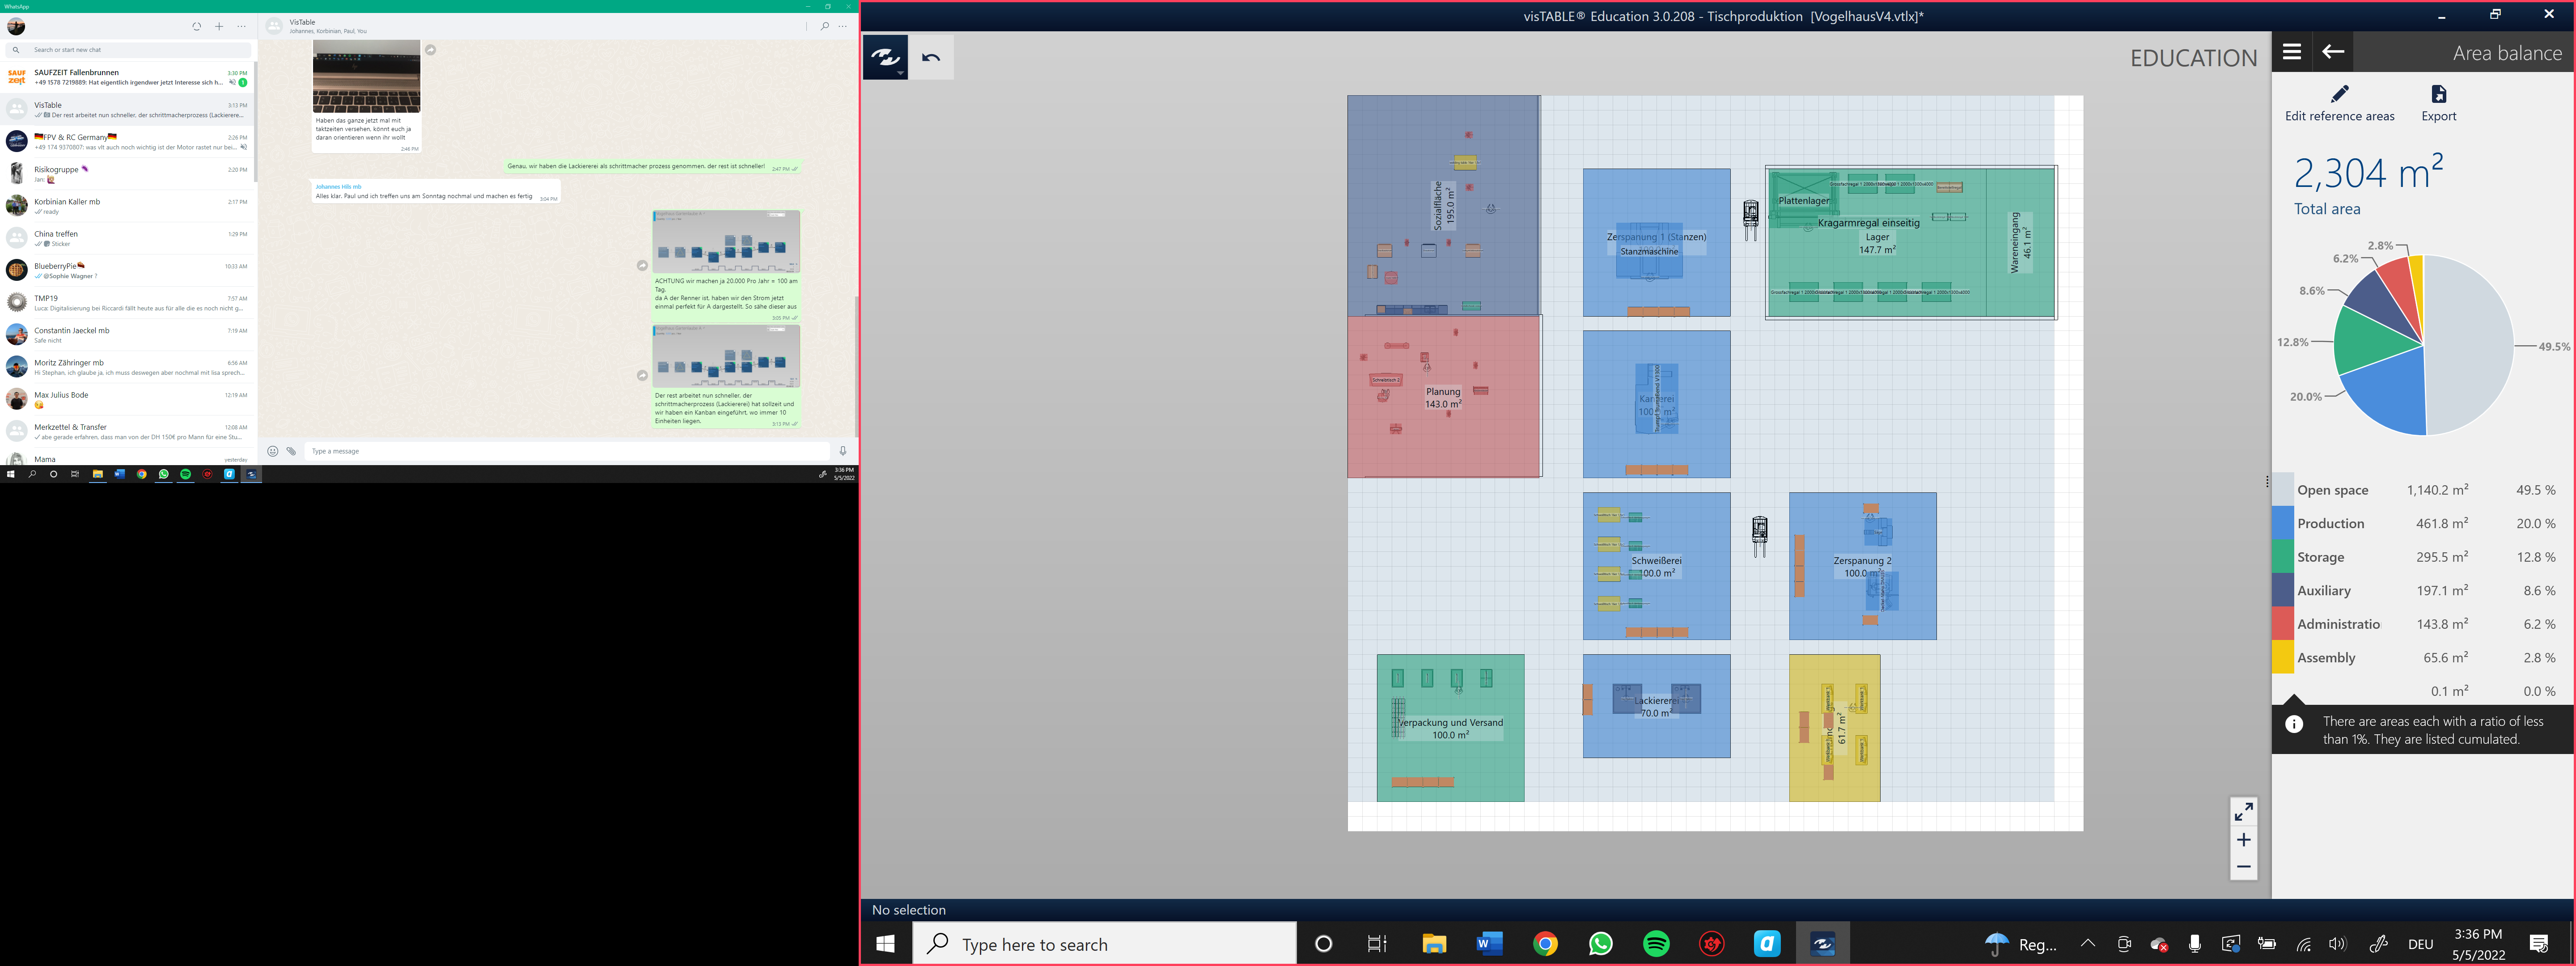 WhatsApp
Search or start new chat
SAUFZEIT Fallenbrunnen
3:30 PM
+49 1578 7219889: Hat eigentlich irgendwer jetzt Interesse sich h...
1
VisTable
3:13 PM
Der rest arbeitet nun schneller, der schrittmacherprozess (Lackierere...
FPV & RC Germany
2:26 PM
+49 174 9370807: was vlt auch noch wichtig ist der Motor rastet nur bei...
Risikogruppe
2:20 PM
Jan:
Korbinian Kaller mb
2:17 PM
ready
China treffen
1:29 PM
Sticker
BlueberryPie
10:33 AM
@Sophie Wagner ?
TMP19
7:57 AM
Luca: Digitalisierung bei Riccardi fällt heute aus für alle die es noch nicht g...
Constantin Jaeckel mb
7:19 AM
Safe nicht
Moritz Zähringer mb
6:56 AM
Hi Stephan, ich glaube ja, ich muss deswegen aber nochmal mit lisa sprech...
Max Julius Bode
12:19 AM
Merkzettel & Transfer
12:08 AM
abe gerade erfahren, dass man von der DH 150€ pro Mann für eine Stu...
Mama
yesterday
VisTable
Johannes, Korbinian, Paul, You
Haben das ganze jetzt mal mit
taktzeiten versehen, könnt euch ja
daran orientieren wenn ihr wollt
2:46 PM
Genau, wir haben die Lackiererei als schrittmacher prozess genommen. der rest ist schneller!
2:47 PM
Johannes Hils mb
Alles klar, Paul und ich treffen uns am Sonntag nochmal und machen es fertig
3:04 PM
ACHTUNG wir machen ja 20.000 Pro Jahr = 100 am
Tag.
da A der Renner ist, haben wir den Strom jetzt
einmal perfekt für A dargestellt. So sähe dieser aus
3:05 PM
Der rest arbeitet nun schneller, der
schrittmacherprozess (Lackiererei) hat sollzeit und
wir haben ein Kanban eingeführt, wo immer 10
Einheiten liegen.
3:13 PM
Type a message
3:36 PM
5/5/2022
visTABLE® Education 3.0.208 - Tischproduktion [VogelhausV4.vtlx]*
EDUCATION
Sozialfläche
195.0 m²
Planung
143.0 m²
Schreibtisch 2
Zerspanung 1 (Stanzen)
Stanzmaschine
Plattenlager
Kragarmregal einseitig
Lager
147.7 m²
Wareneingang
46.1 m²
Schweißerei
100.0 m²
Zerspanung 2
100.0 m²
Verpackung und Versand
100.0 m²
Lackiererei
70.0 m²
61.7 m²
Area balance
Edit reference areas
Export
2,304 m²
Total area
2.8%
6.2%
8.6%
12.8%
20.0%
49.5%
Open space 1,140.2 m² 49.5 %
Production 461.8 m² 20.0 %
Storage 295.5 m² 12.8 %
Auxiliary 197.1 m² 8.6 %
Administratio 143.8 m² 6.2 %
Assembly 65.6 m² 2.8 %
0.1 m² 0.0 %
There are areas each with a ratio of less
than 1%. They are listed cumulated.
No selection
Type here to search
Reg...
DEU
3:36 PM
5/5/2022